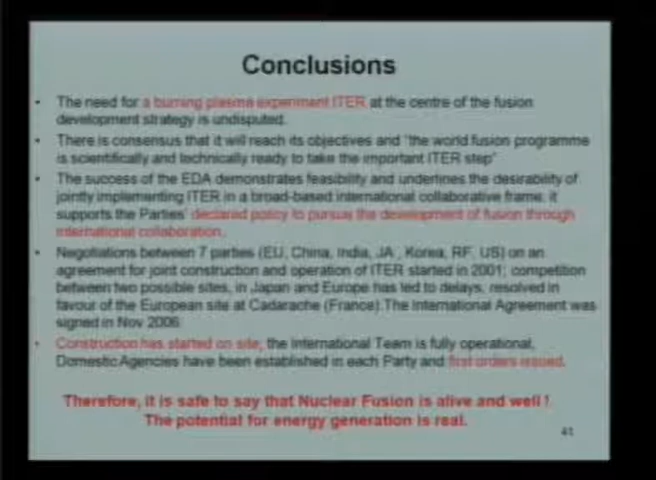 Conclusions
• The need for a burning plasma experiment ITER at the centre of the fusion
development strategy is undisputed.
• There is consensus that it will reach its objectives and "the world fusion programme
is scientifically and technically ready to take the important ITER step"
• The success of the EDA demonstrates feasibility and underlines the desirability of
jointly implementing ITER in a broad-based international collaborative frame; it
supports the Parties' declared policy to pursue the development of fusion through
international collaboration.
• Negotiations between 7 parties (EU, China, India, JA , Korea, RF, US) on an
agreement for joint construction and operation of ITER started in 2001; competition
between two possible sites, in Japan and Europe has led to delays, resolved in
favour of the European site at Cadarache (France).The International Agreement was
signed in Nov 2006.
• Construction has started on site, the International Team is fully operational,
Domestic Agencies have been established in each Party and first orders issued.
Therefore, it is safe to say that Nuclear Fusion is alive and well !
The potential for energy generation is real.
41